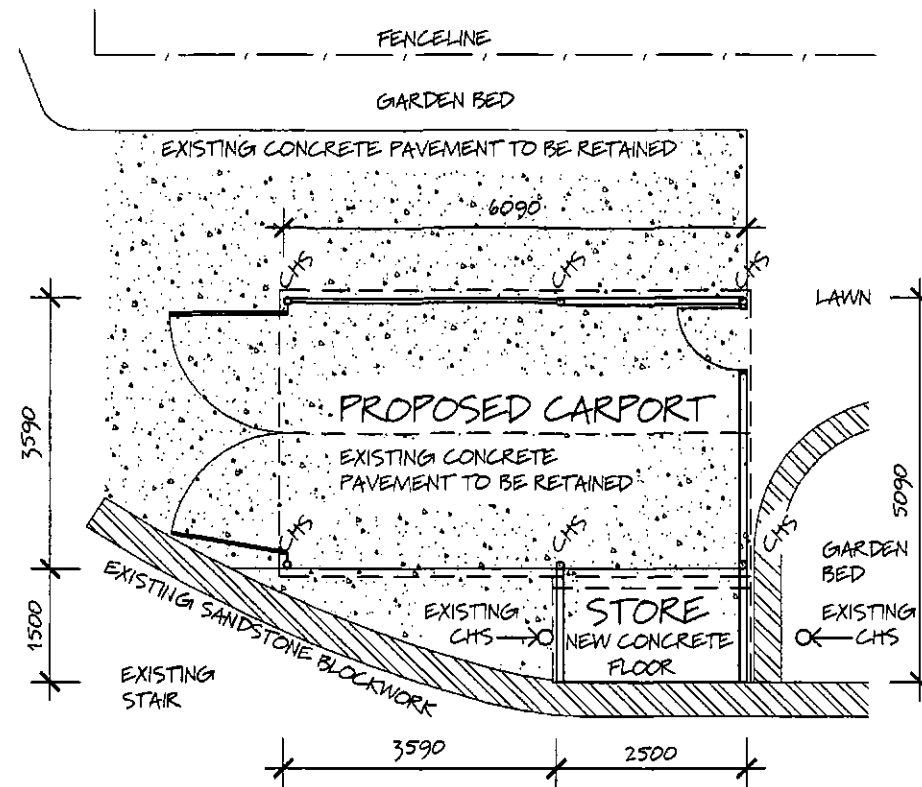 FENCELINE
GARDEN BED
EXISTING CONCRETE PAVEMENT TO BE RETAINED
6090
CHS
CHS
CHS
LAWN
3590
PROPOSED CARPORT
EXISTING CONCRETE
PAVEMENT TO BE RETAINED
5090
CHS
CHS
CHS
GARDEN
BED
EXISTING SANDSTONE BLOCKWORK
1500
EXISTING
CHS
STORE
NEW CONCRETE
FLOOR
EXISTING
CHS
EXISTING
STAIR
3590
2500